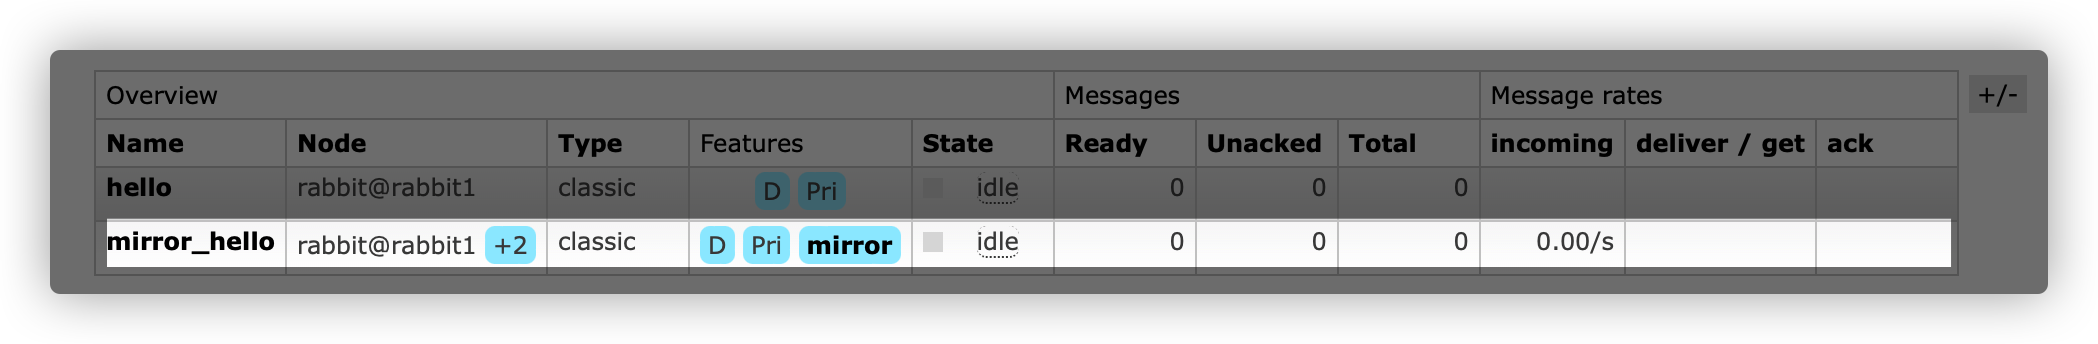 Overview Messages Message rates +/-
Name Node Type Features State Ready Unacked Total incoming deliver / get ack
hello rabbit@rabbit1 classic D Pri idle 0 0 0
mirror_hello rabbit@rabbit1 +2 classic D Pri mirror idle 0 0 0 0.00/s